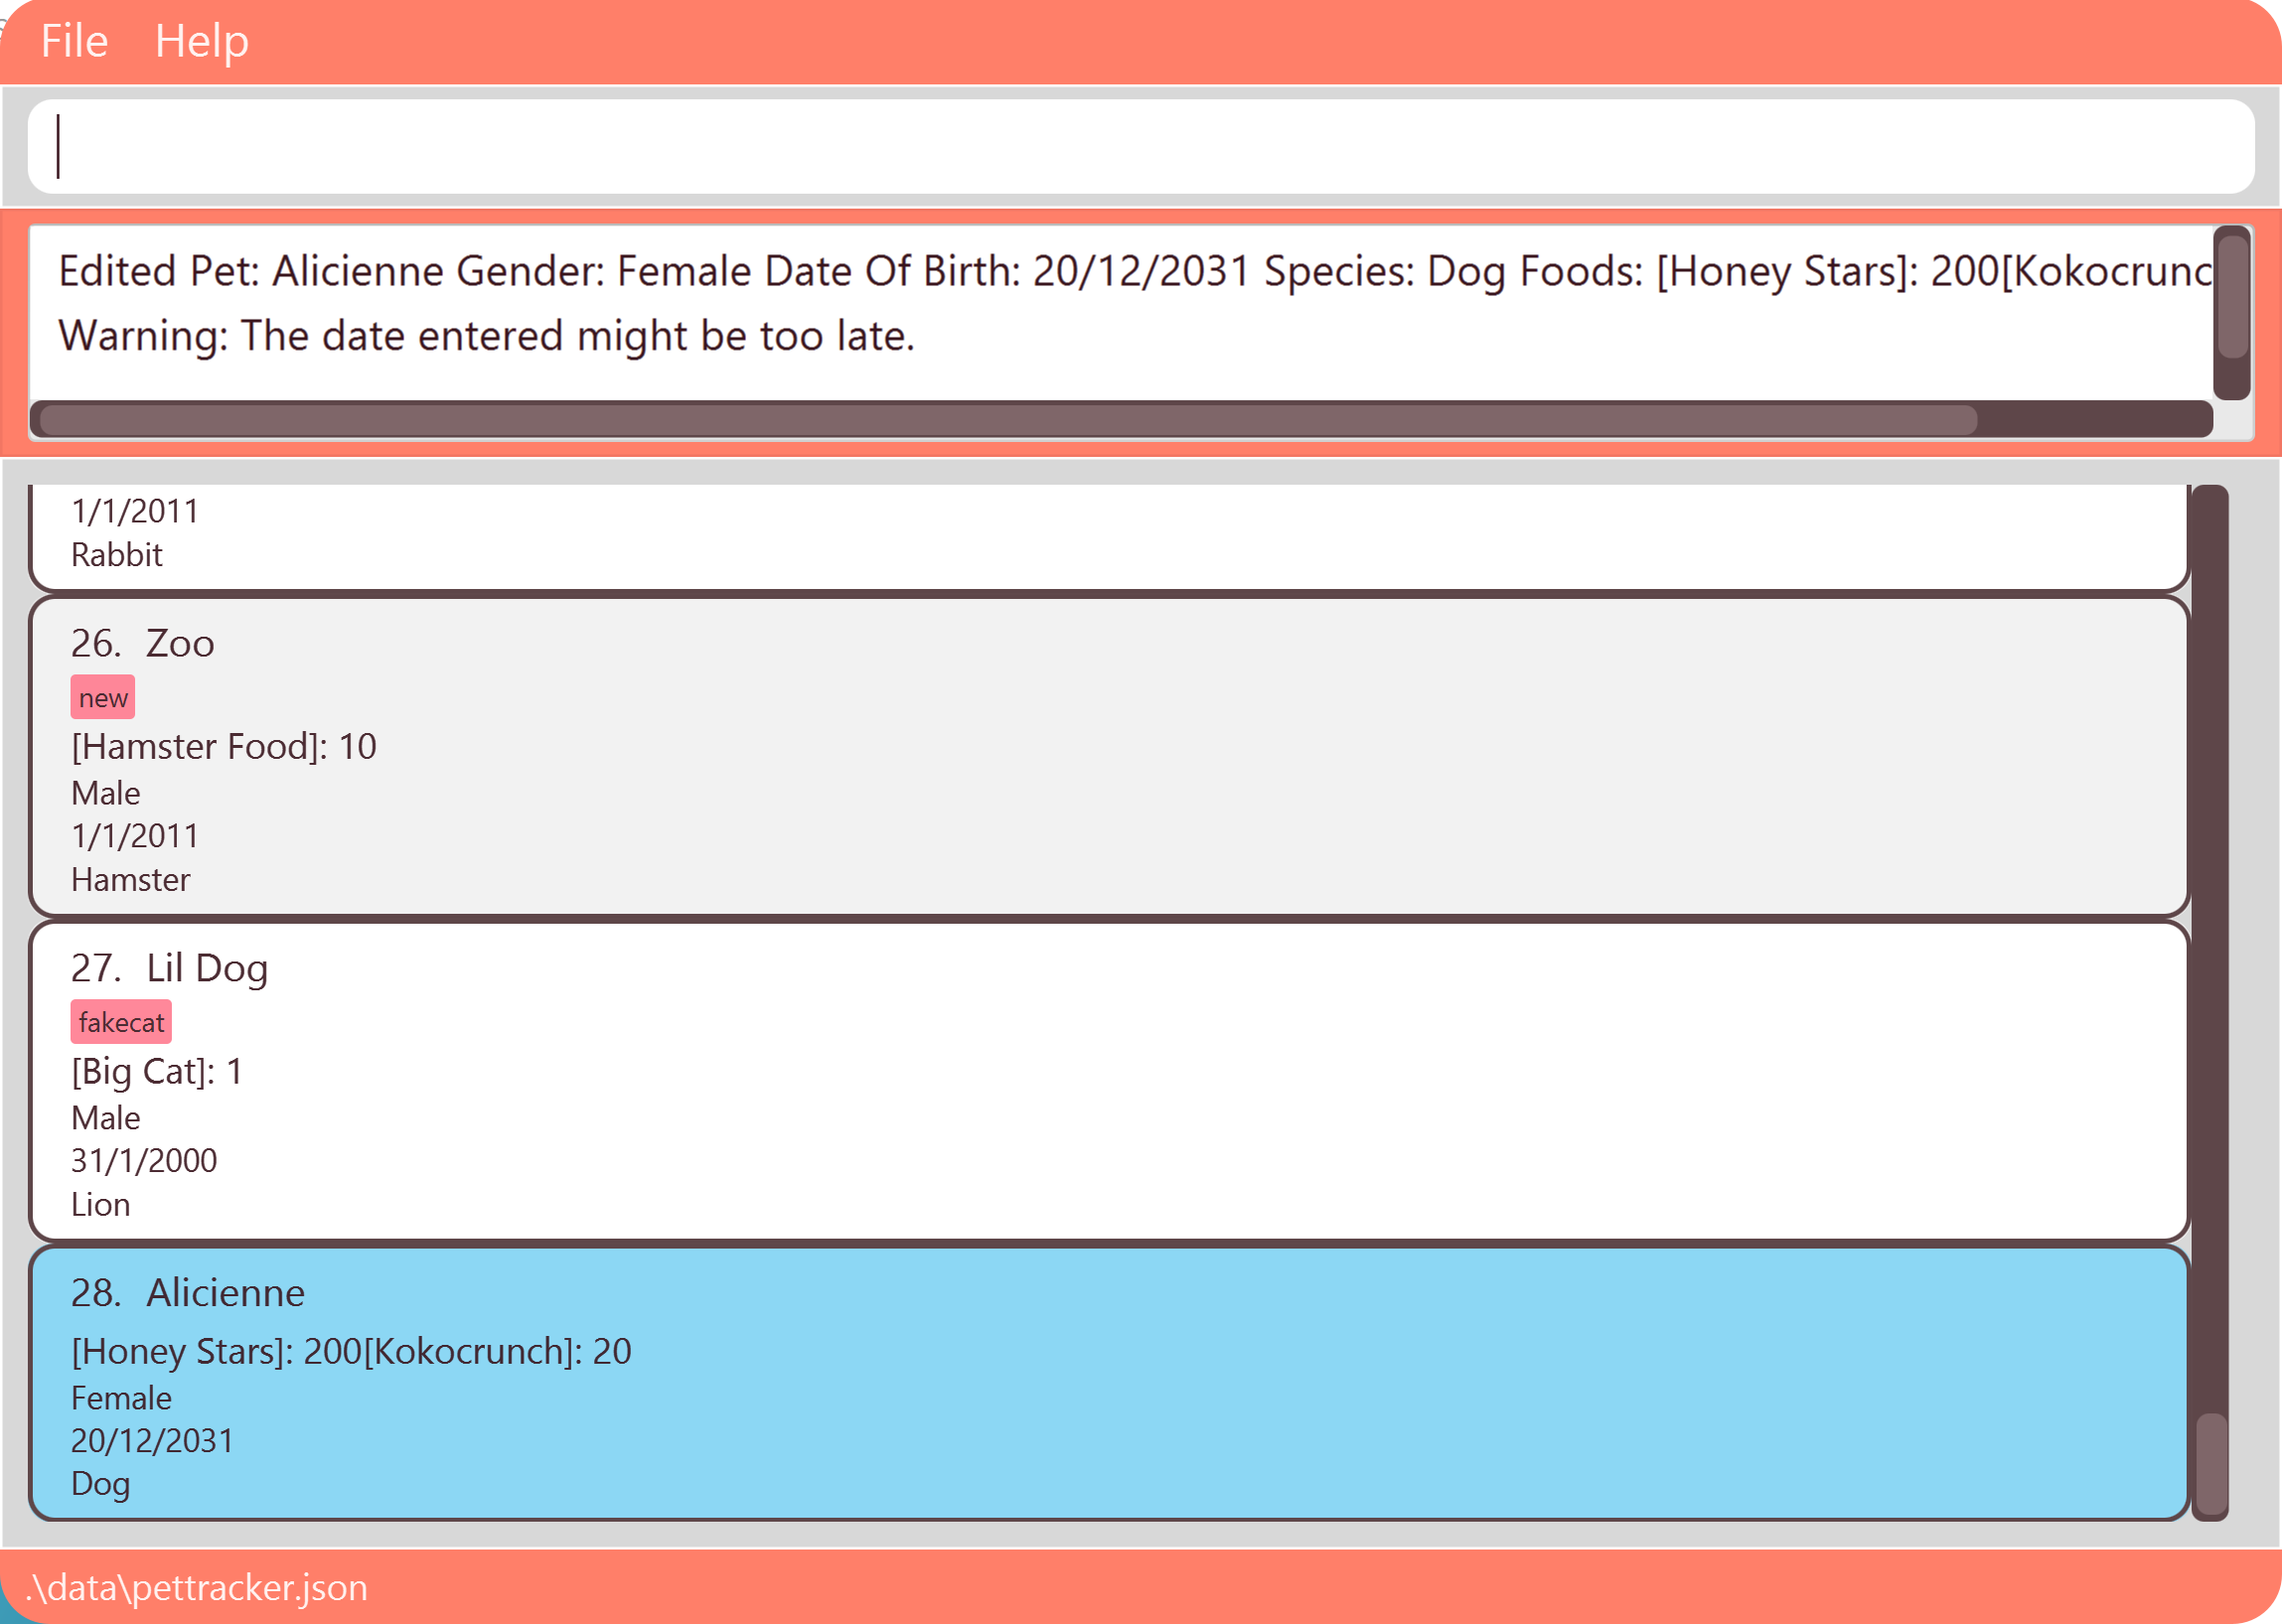 File Help
Edited Pet: Alicienne Gender: Female Date Of Birth: 20/12/2031 Species: Dog Foods: [Honey Stars]: 200[Kokocrunc
Warning: The date entered might be too late.
1/1/2011
Rabbit
26. Zoo
new
[Hamster Food]: 10
Male
1/1/2011
Hamster
27. Lil Dog
fakecat
[Big Cat]: 1
Male
31/1/2000
Lion
28. Alicienne
[Honey Stars]: 200[Kokocrunch]: 20
Female
20/12/2031
Dog
.\data\pettracker.json